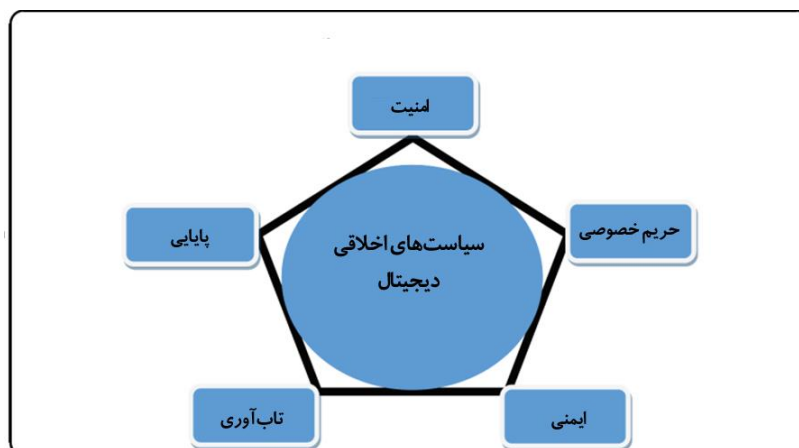 امنیت
حریم خصوصی
پایایی
سیاست‌های اخلاقی
دیجیتال
ایمنی
تاب‌آوری